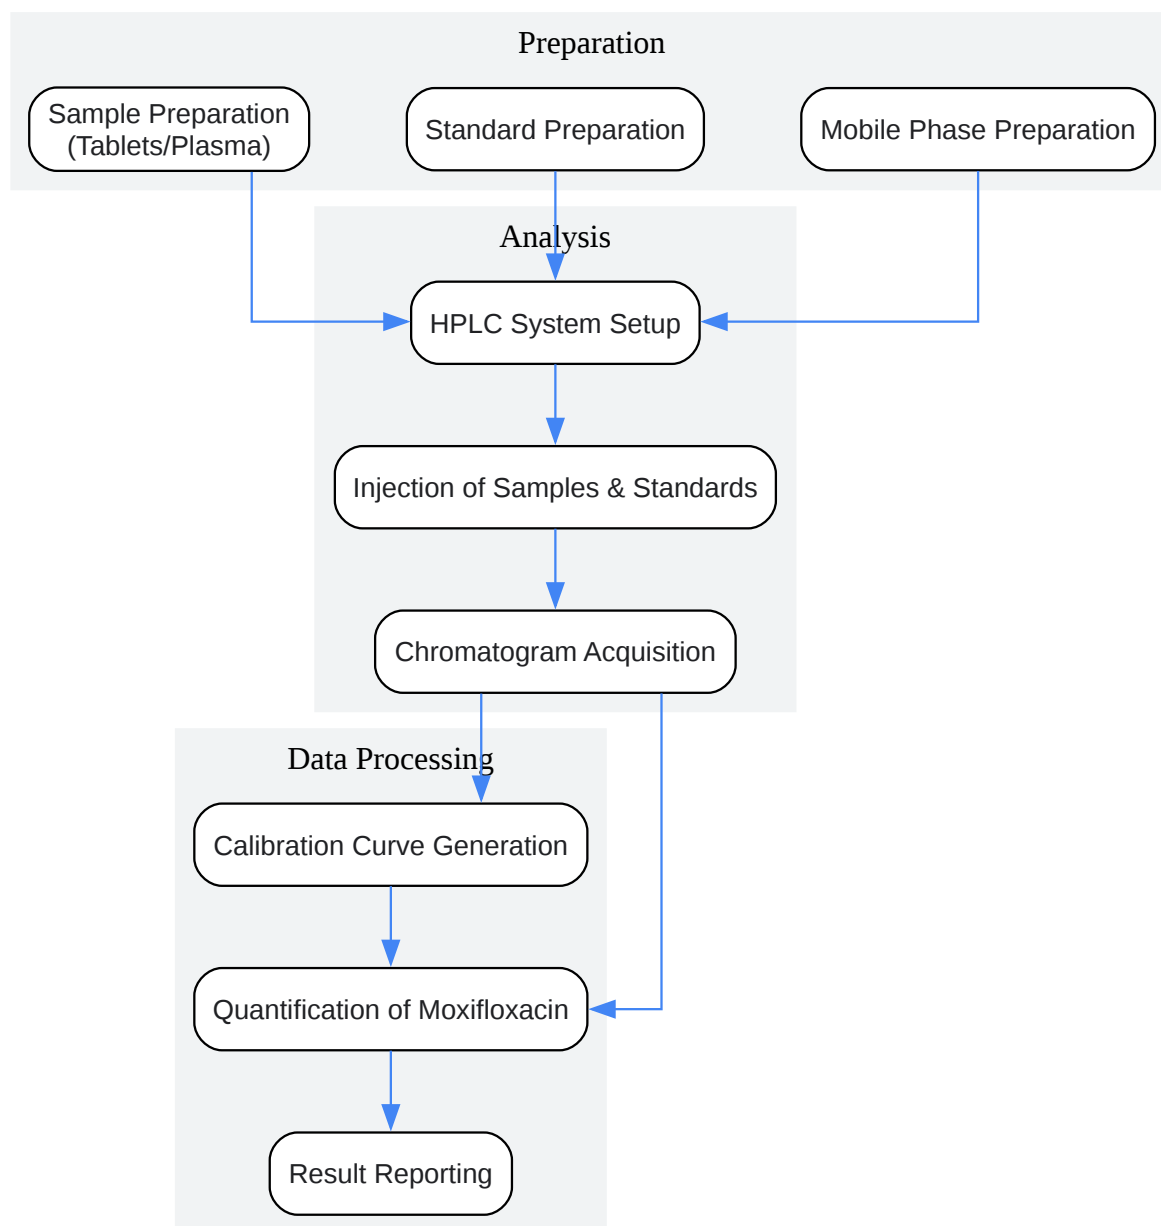 Preparation
Sample Preparation
(Tablets/Plasma)
Standard Preparation
Mobile Phase Preparation
Analysis
HPLC System Setup
Injection of Samples & Standards
Chromatogram Acquisition
Data Processing
Calibration Curve Generation
Quantification of Moxifloxacin
Result Reporting